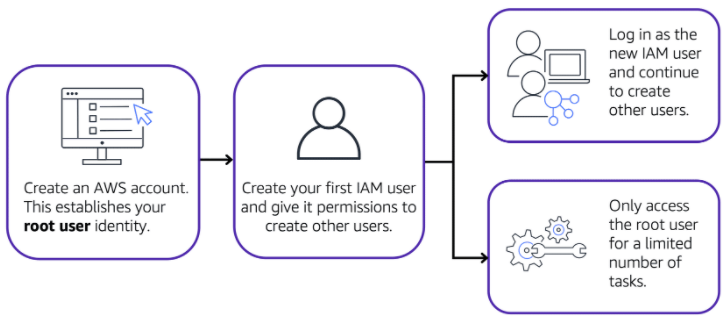 Create an AWS account.
This establishes your
root user identity.
Create your first IAM user
and give it permissions to
create other users.
Log in as the
new IAM user
and continue
to create
other users.
Only access
the root user
for a limited
number of
tasks.